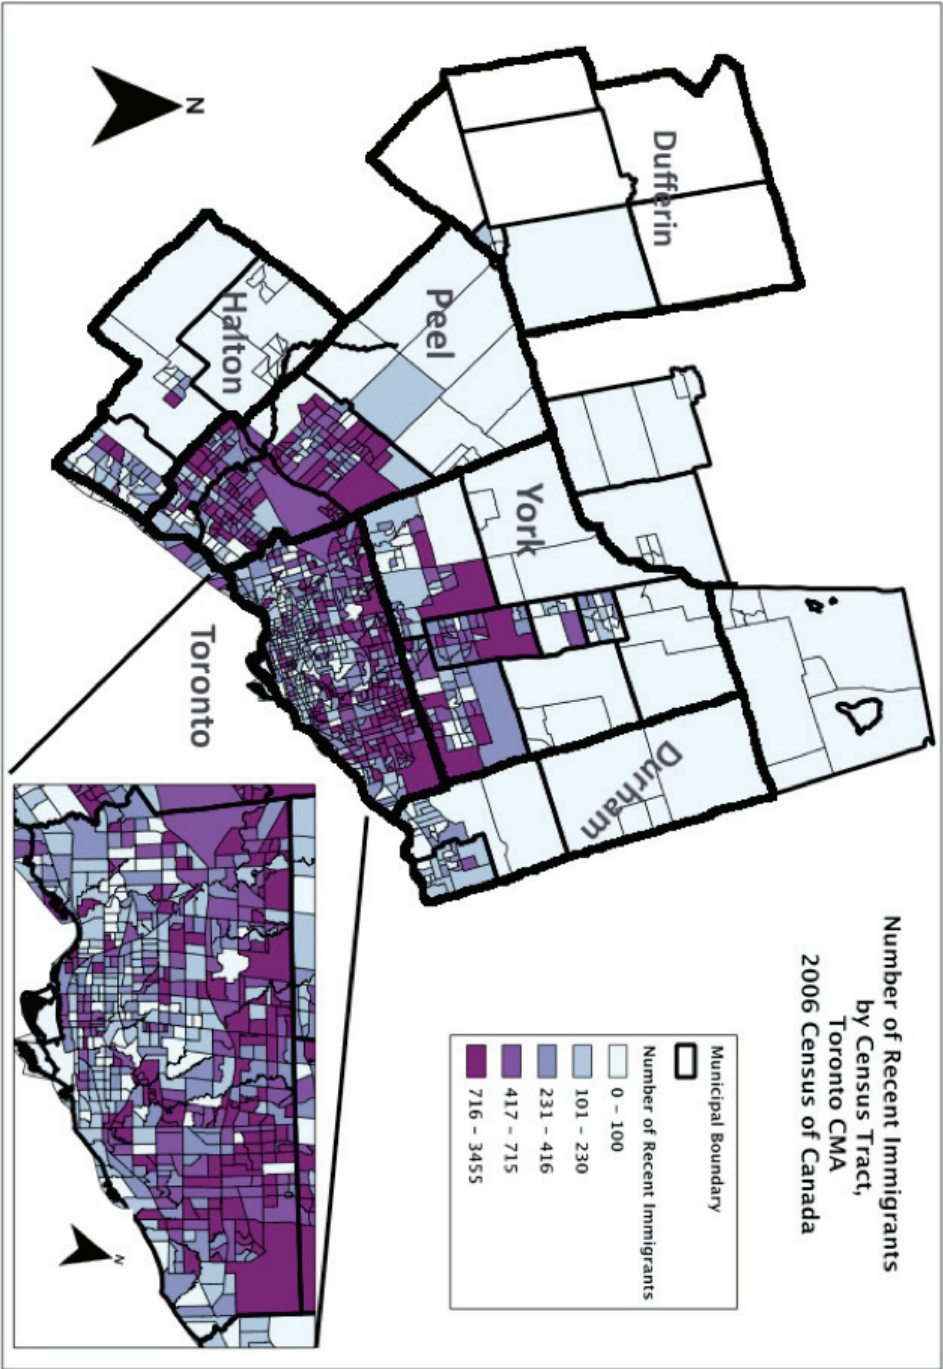 Number of Recent Immigrants
by Census Tract,
Toronto CMA
2006 Census of Canada
Municipal Boundary
Number of Recent Immigrants
0 – 100
101 – 230
231 – 416
417 – 715
716 – 3455
N
Dufferin
Peel
Halton
York
Durham
Toronto
N